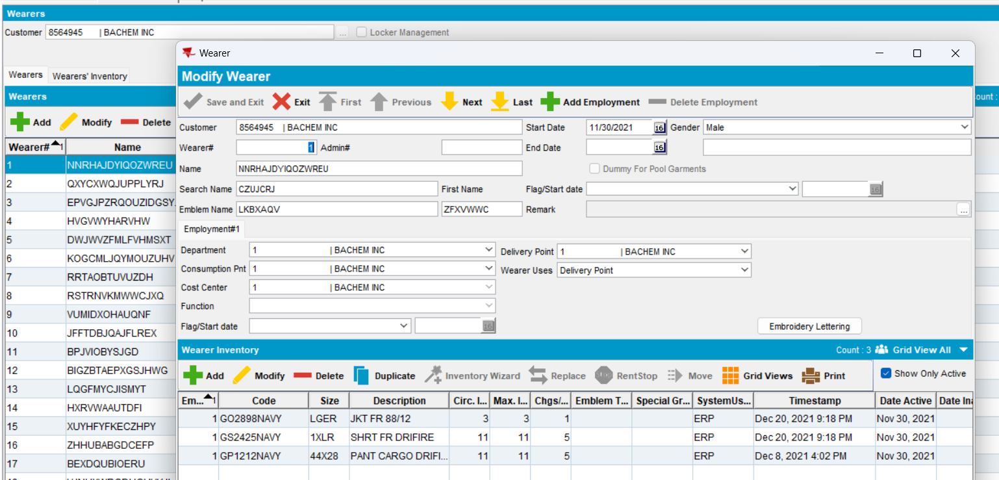 Wearers
Customer 8564945 | BACHEM INC ... Locker Management
Wearers Wearers' Inventory
Wearers
Add Modify Delete
Wearer# 1 Name
1 NNRHAJDYIQOZWREU
2 QXYCXWQJUPPLYRJ
3 EPVGJPZRQOUZIDGSY
4 HVGVWYHARVHW
5 DWJWVZFMLFVHMSXT
6 KOGCMLJQYMOUZUHV
7 RRTAOBTUVUZDH
8 RSTRNVKMWWCJXQ
9 VUMIDXOHAUQNF
10 JFFTDBJQAJFLREX
11 BPJVIOBYSJGD
12 BIGZBTAEPXGSJHWG
13 LQGFMYCJISMYT
14 HXRVWAAUTDFI
15 XUYHFYFKECZHPY
16 ZHHUBABGDCEFP
17 BEXDQUBIOERU
Wearer
Modify Wearer
Save and Exit Exit First Previous Next Last Add Employment Delete Employment
Customer 8564945 | BACHEM INC Start Date 11/30/2021 16 Gender Male
Wearer# 1 Admin# End Date 16
Name NNRHAJDYIQOZWREU Dummy For Pool Garments
Search Name CZUJCRJ First Name Flag/Start date 16
Emblem Name LKBXAQV ZFXVWWC Remark ...
Employment#1
Department 1 | BACHEM INC Delivery Point 1 | BACHEM INC
Consumption Pnt 1 | BACHEM INC Wearer Uses Delivery Point
Cost Center 1 | BACHEM INC
Function
Flag/Start date 16 Embroidery Lettering
Wearer Inventory Count : 3 Grid View All
Add Modify Delete Duplicate Inventory Wizard Replace RentStop Move Grid Views Print Show Only Active
Em... 1 Code Size Description Circ. I... Max. I... Chgs/... Emblem T... Special Gr... SystemUs... Timestamp Date Active Date Ina
1 GO2898NAVY LGER JKT FR 88/12 3 3 1 ERP Dec 20, 2021 9:18 PM Nov 30, 2021
1 GS2425NAVY 1XLR SHRT FR DRIFIRE 11 11 5 ERP Dec 20, 2021 9:18 PM Nov 30, 2021
1 GP1212NAVY 44X28 PANT CARGO DRIFI... 11 11 5 ERP Dec 8, 2021 4:02 PM Nov 30, 2021